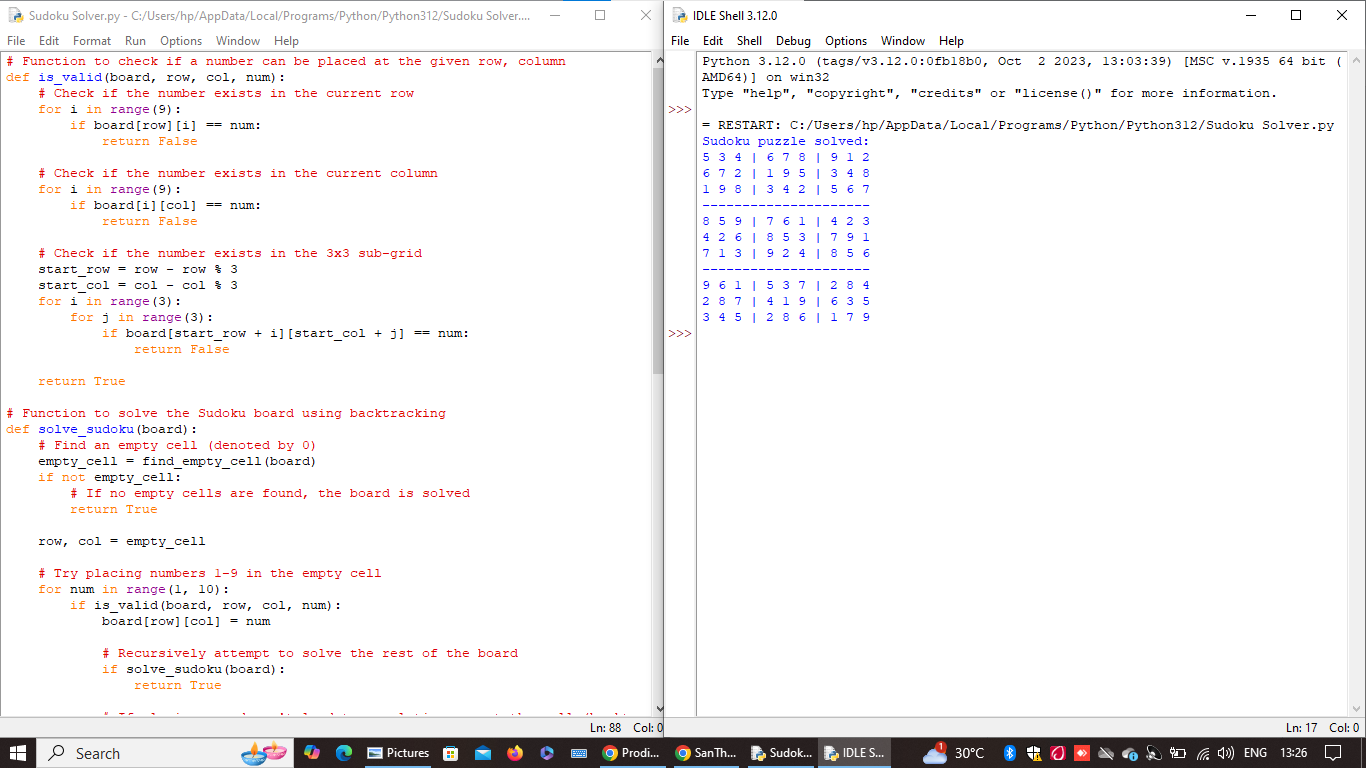 Sudoku Solver.py - C:/Users/hp/AppData/Local/Programs/Python/Python312/Sudoku Solver....
File Edit Format Run Options Window Help
# Function to check if a number can be placed at the given row, column
def is_valid(board, row, col, num):
    # Check if the number exists in the current row
    for i in range(9):
        if board[row][i] == num:
            return False
    # Check if the number exists in the current column
    for i in range(9):
        if board[i][col] == num:
            return False
    # Check if the number exists in the 3x3 sub-grid
    start_row = row - row % 3
    start_col = col - col % 3
    for i in range(3):
        for j in range(3):
            if board[start_row + i][start_col + j] == num:
                return False
    return True
# Function to solve the Sudoku board using backtracking
def solve_sudoku(board):
    # Find an empty cell (denoted by 0)
    empty_cell = find_empty_cell(board)
    if not empty_cell:
        # If no empty cells are found, the board is solved
        return True
    row, col = empty_cell
    # Try placing numbers 1-9 in the empty cell
    for num in range(1, 10):
        if is_valid(board, row, col, num):
            board[row][col] = num
            # Recursively attempt to solve the rest of the board
            if solve_sudoku(board):
                return True
Ln: 88 Col: 0
IDLE Shell 3.12.0
File Edit Shell Debug Options Window Help
Python 3.12.0 (tags/v3.12.0:0fb18b0, Oct  2 2023, 13:03:39) [MSC v.1935 64 bit (
AMD64)] on win32
Type "help", "copyright", "credits" or "license()" for more information.
>>>
= RESTART: C:/Users/hp/AppData/Local/Programs/Python/Python312/Sudoku Solver.py
Sudoku puzzle solved:
5 3 4 | 6 7 8 | 9 1 2
6 7 2 | 1 9 5 | 3 4 8
1 9 8 | 3 4 2 | 5 6 7
---------------------
8 5 9 | 7 6 1 | 4 2 3
4 2 6 | 8 5 3 | 7 9 1
7 1 3 | 9 2 4 | 8 5 6
---------------------
9 6 1 | 5 3 7 | 2 8 4
2 8 7 | 4 1 9 | 6 3 5
3 4 5 | 2 8 6 | 1 7 9
>>>
Ln: 17 Col: 0
Search Pictures Prodi... SanTh... Sudok... IDLE S... 1 30°C ENG 13:26